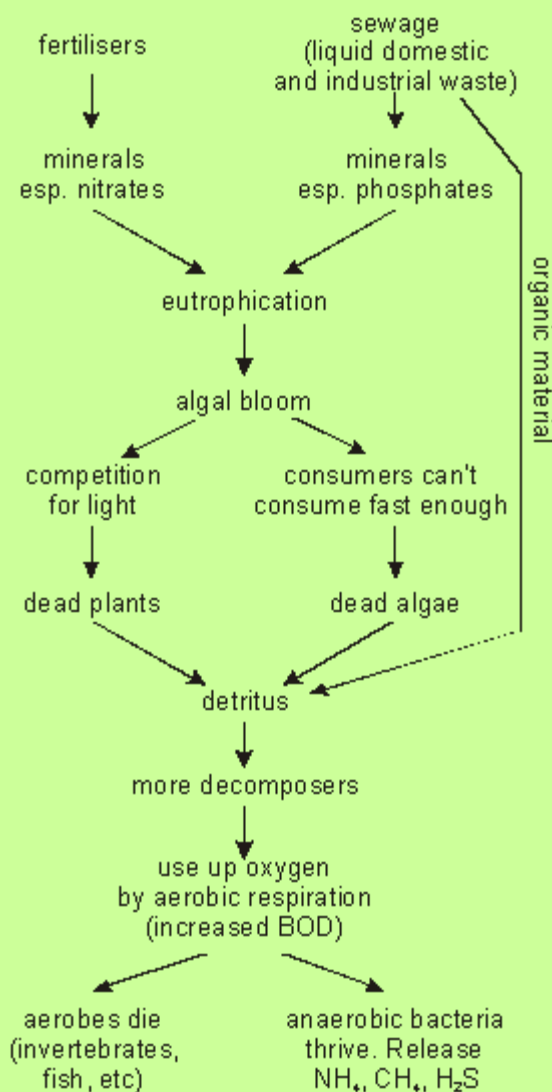 fertilisers
sewage
(liquid domestic
and industrial waste)
minerals
esp. nitrates
minerals
esp. phosphates
organic material
eutrophication
algal bloom
competition
for light
consumers can't
consume fast enough
dead plants
dead algae
detritus
more decomposers
use up oxygen
by aerobic respiration
(increased BOD)
aerobes die
(invertebrates,
fish, etc)
anaerobic bacteria
thrive. Release
NH₄, CH₄, H₂S